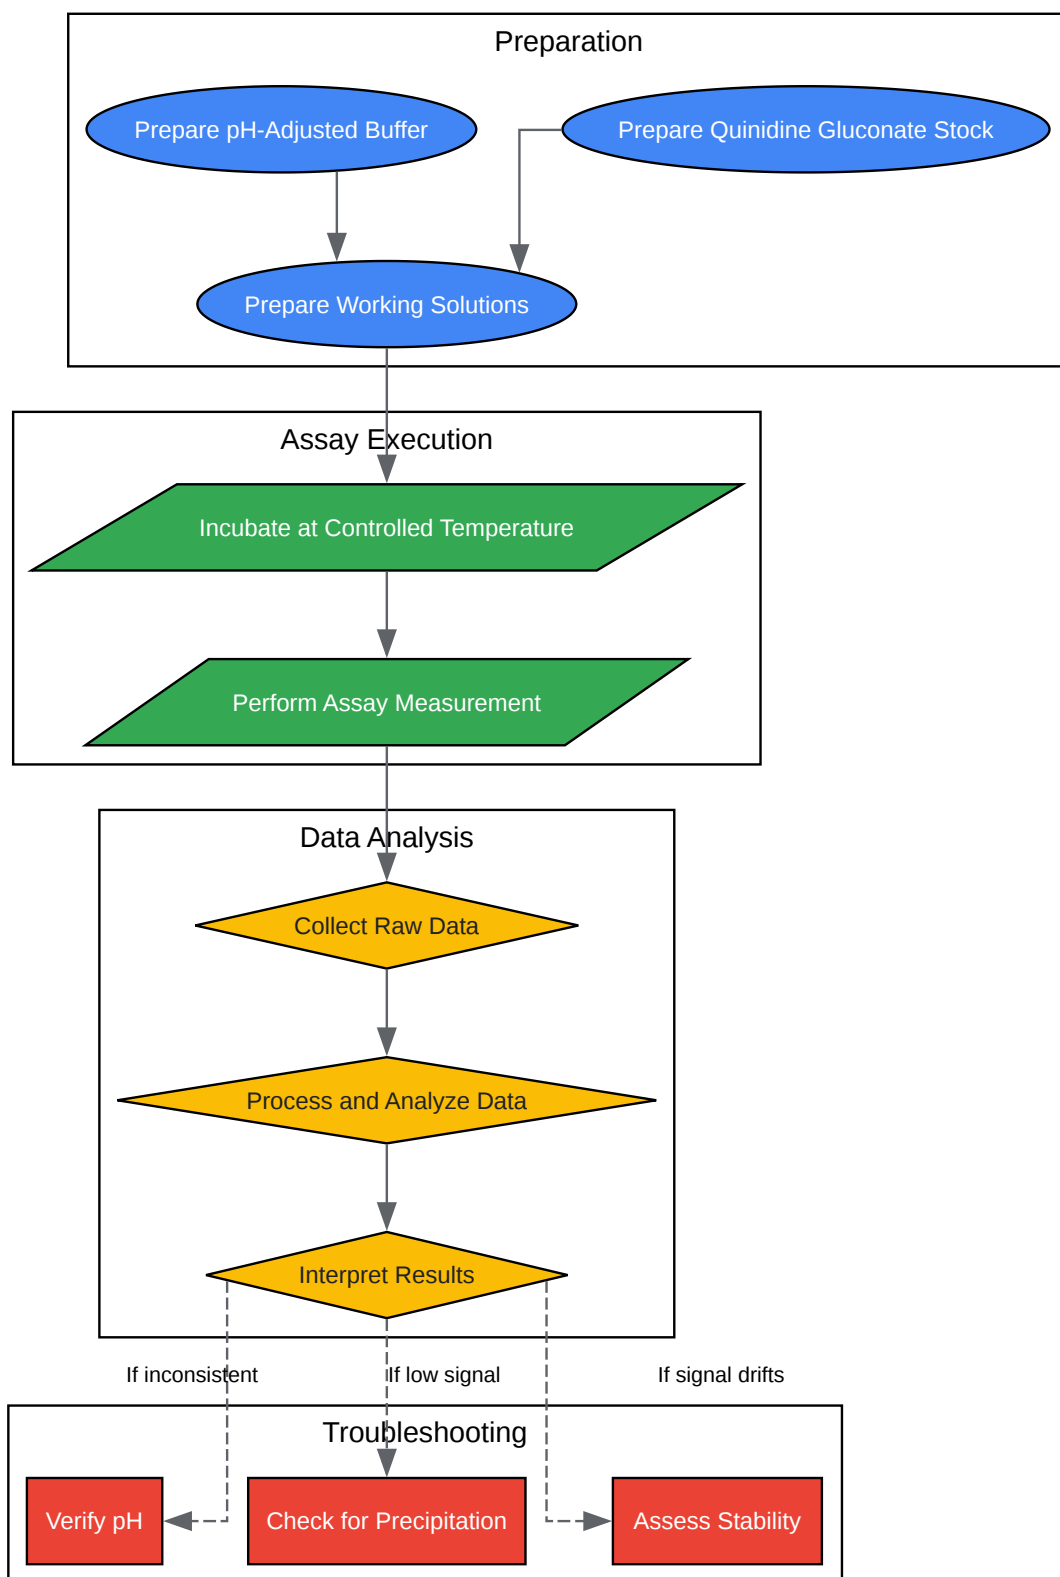 Preparation
Prepare pH-Adjusted Buffer
Prepare Quinidine Gluconate Stock
Prepare Working Solutions
Assay Execution
Incubate at Controlled Temperature
Perform Assay Measurement
Data Analysis
Collect Raw Data
Process and Analyze Data
Interpret Results
If inconsistent
If low signal
If signal drifts
Troubleshooting
Verify pH
Check for Precipitation
Assess Stability